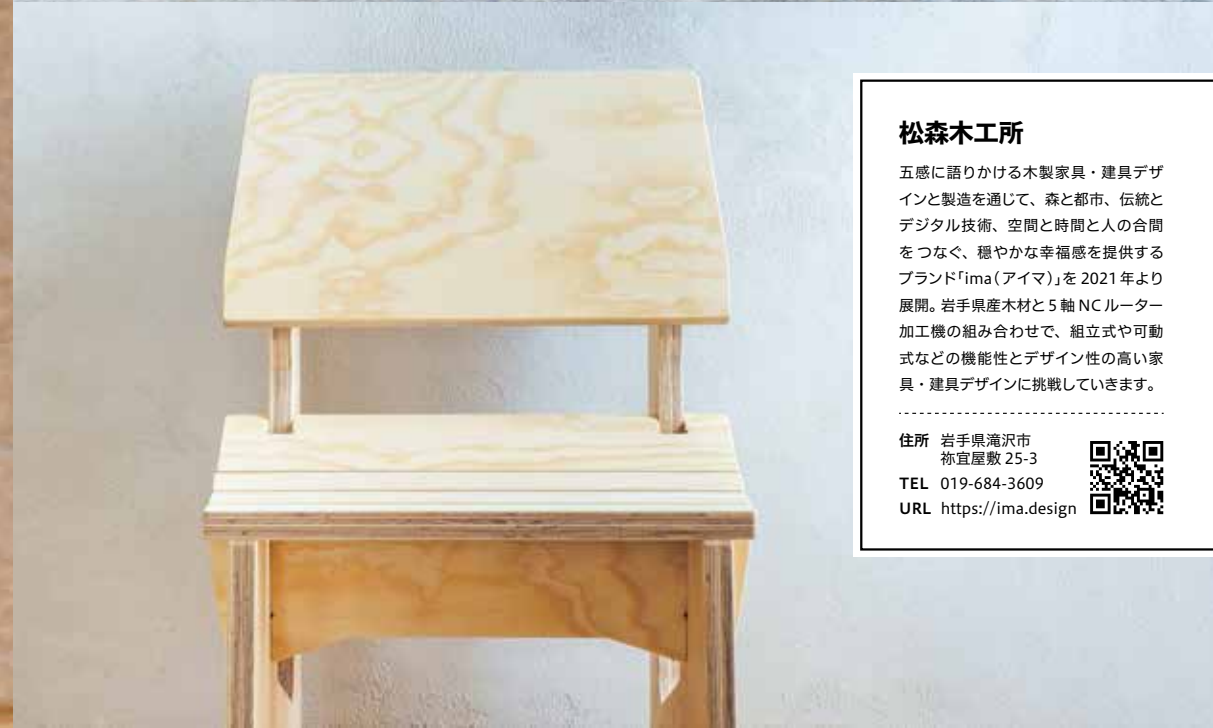 松森木工所
五感に語りかける木製家具・建具デザ
インと製造を通じて、森と都市、伝統と
デジタル技術、空間と時間と人の合間
をつなぐ、穏やかな幸福感を提供する
ブランド「ima(アイマ)」を2021年より
展開。岩手県産木材と5軸NCルーター
加工機の組み合わせで、組立式や可動
式などの機能性とデザイン性の高い家
具・建具デザインに挑戦していきます。
住所 岩手県滝沢市
祢宜屋敷 25-3
TEL 019-684-3609
URL https://ima.design